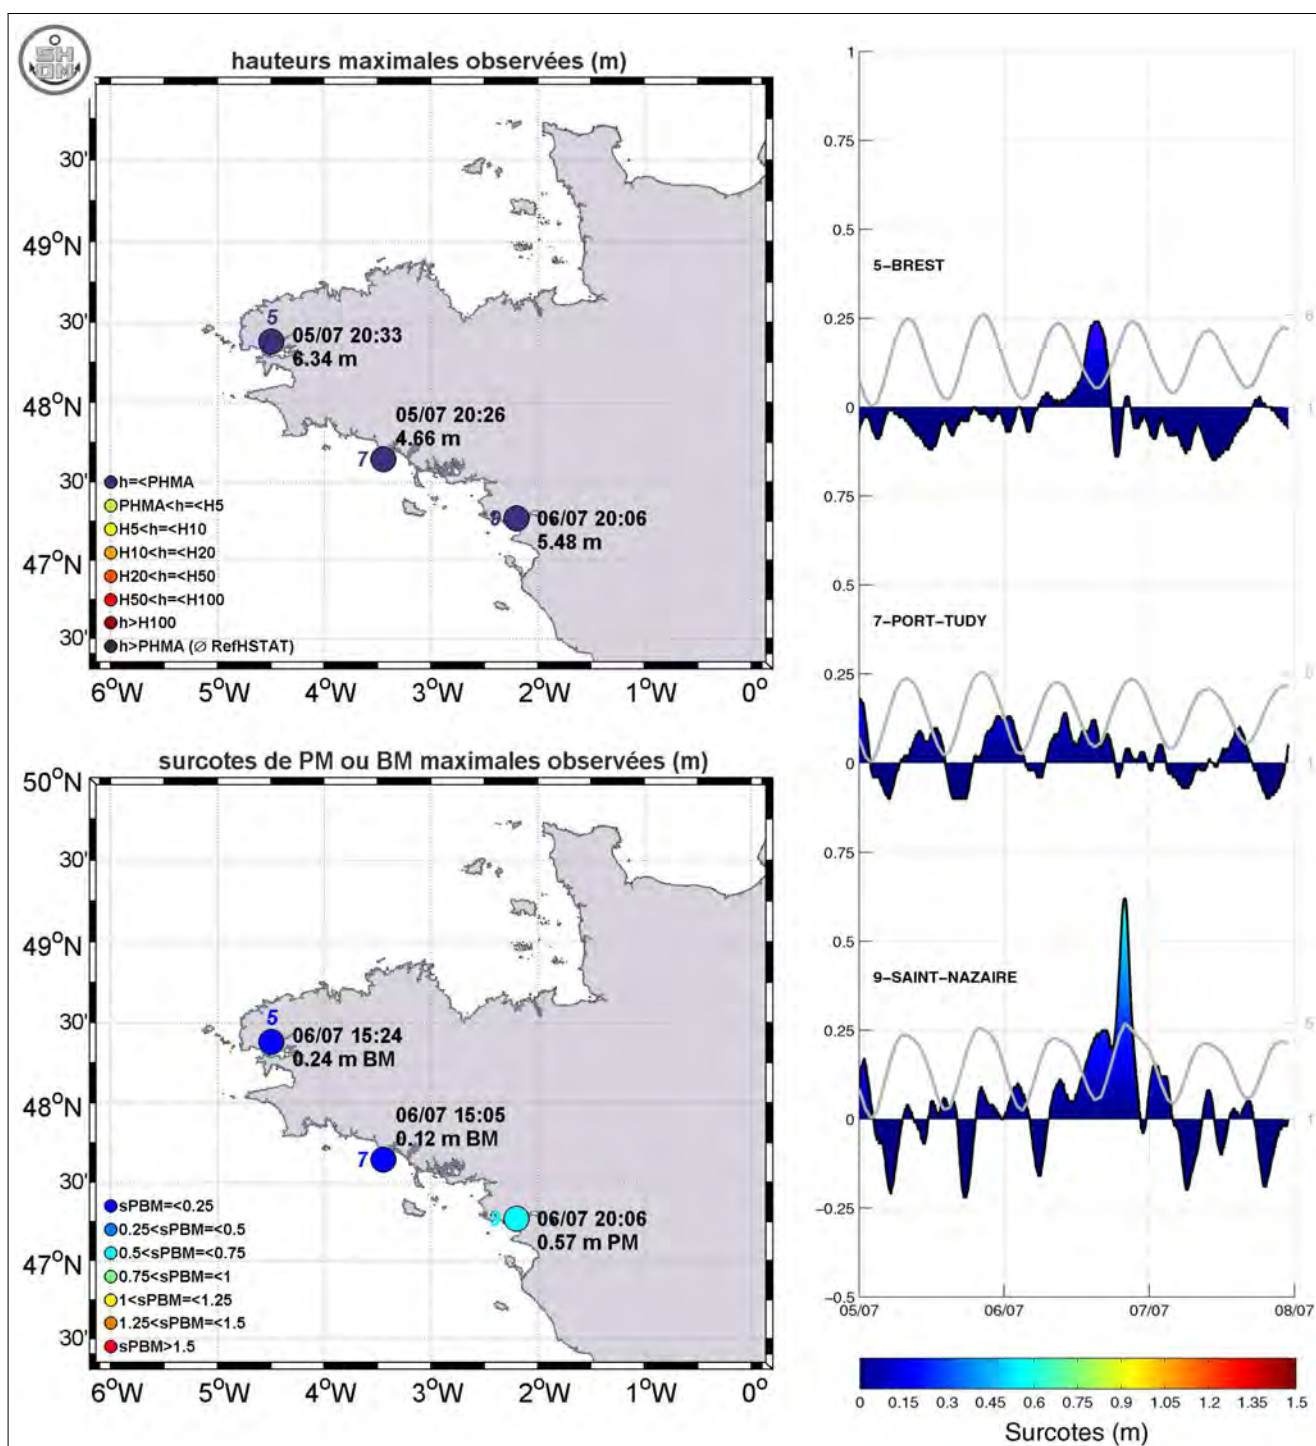 SH
OM
hauteurs maximales observées (m)
30'
49°N
30'
48°N
30'
47°N
30'
5
05/07 20:33
6.34 m
05/07 20:26
4.66 m
7
9
06/07 20:06
5.48 m
h=<PHMA
PHMA<h=<H5
H5<h=<H10
H10<h=<H20
H20<h=<H50
H50<h=<H100
h>H100
h>PHMA (∅ RefHSTAT)
6°W 5°W 4°W 3°W 2°W 1°W 0°
surcotes de PM ou BM maximales observées (m)
50°N
30'
49°N
30'
48°N
30'
47°N
30'
5
06/07 15:24
0.24 m BM
06/07 15:05
0.12 m BM
7
9
06/07 20:06
0.57 m PM
sPBM=<0.25
0.25<sPBM=<0.5
0.5<sPBM=<0.75
0.75<sPBM=<1
1<sPBM=<1.25
1.25<sPBM=<1.5
sPBM>1.5
6°W 5°W 4°W 3°W 2°W 1°W 0°
1
0.75
0.5
5-BREST
0.25
0
1
0.75
0.5
7-PORT-TUDY
0.25
0
1
0.75
0.5
9-SAINT-NAZAIRE
0.25
0
1
-0.25
-0.5
05/07 06/07 07/07 08/07
0 0.15 0.3 0.45 0.6 0.75 0.9 1.05 1.2 1.35 1.5
Surcotes (m)